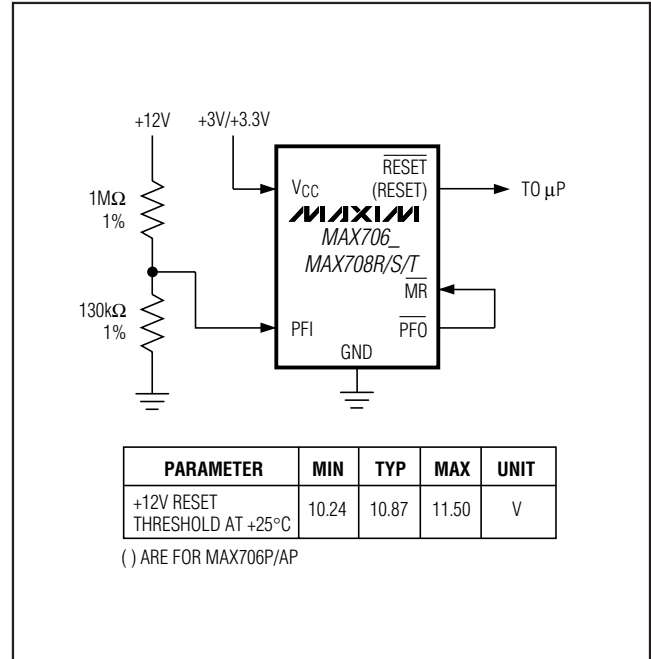 +12V
+3V/+3.3V
1MΩ
1%
130kΩ
1%
VCC
RESET
(RESET)
MAXIM
MAX706_
MAX708R/S/T
MR
PFI
PFO
GND
TO µP
PARAMETER MIN TYP MAX UNIT
+12V RESET
THRESHOLD AT +25°C 10.24 10.87 11.50 V
( ) ARE FOR MAX706P/AP